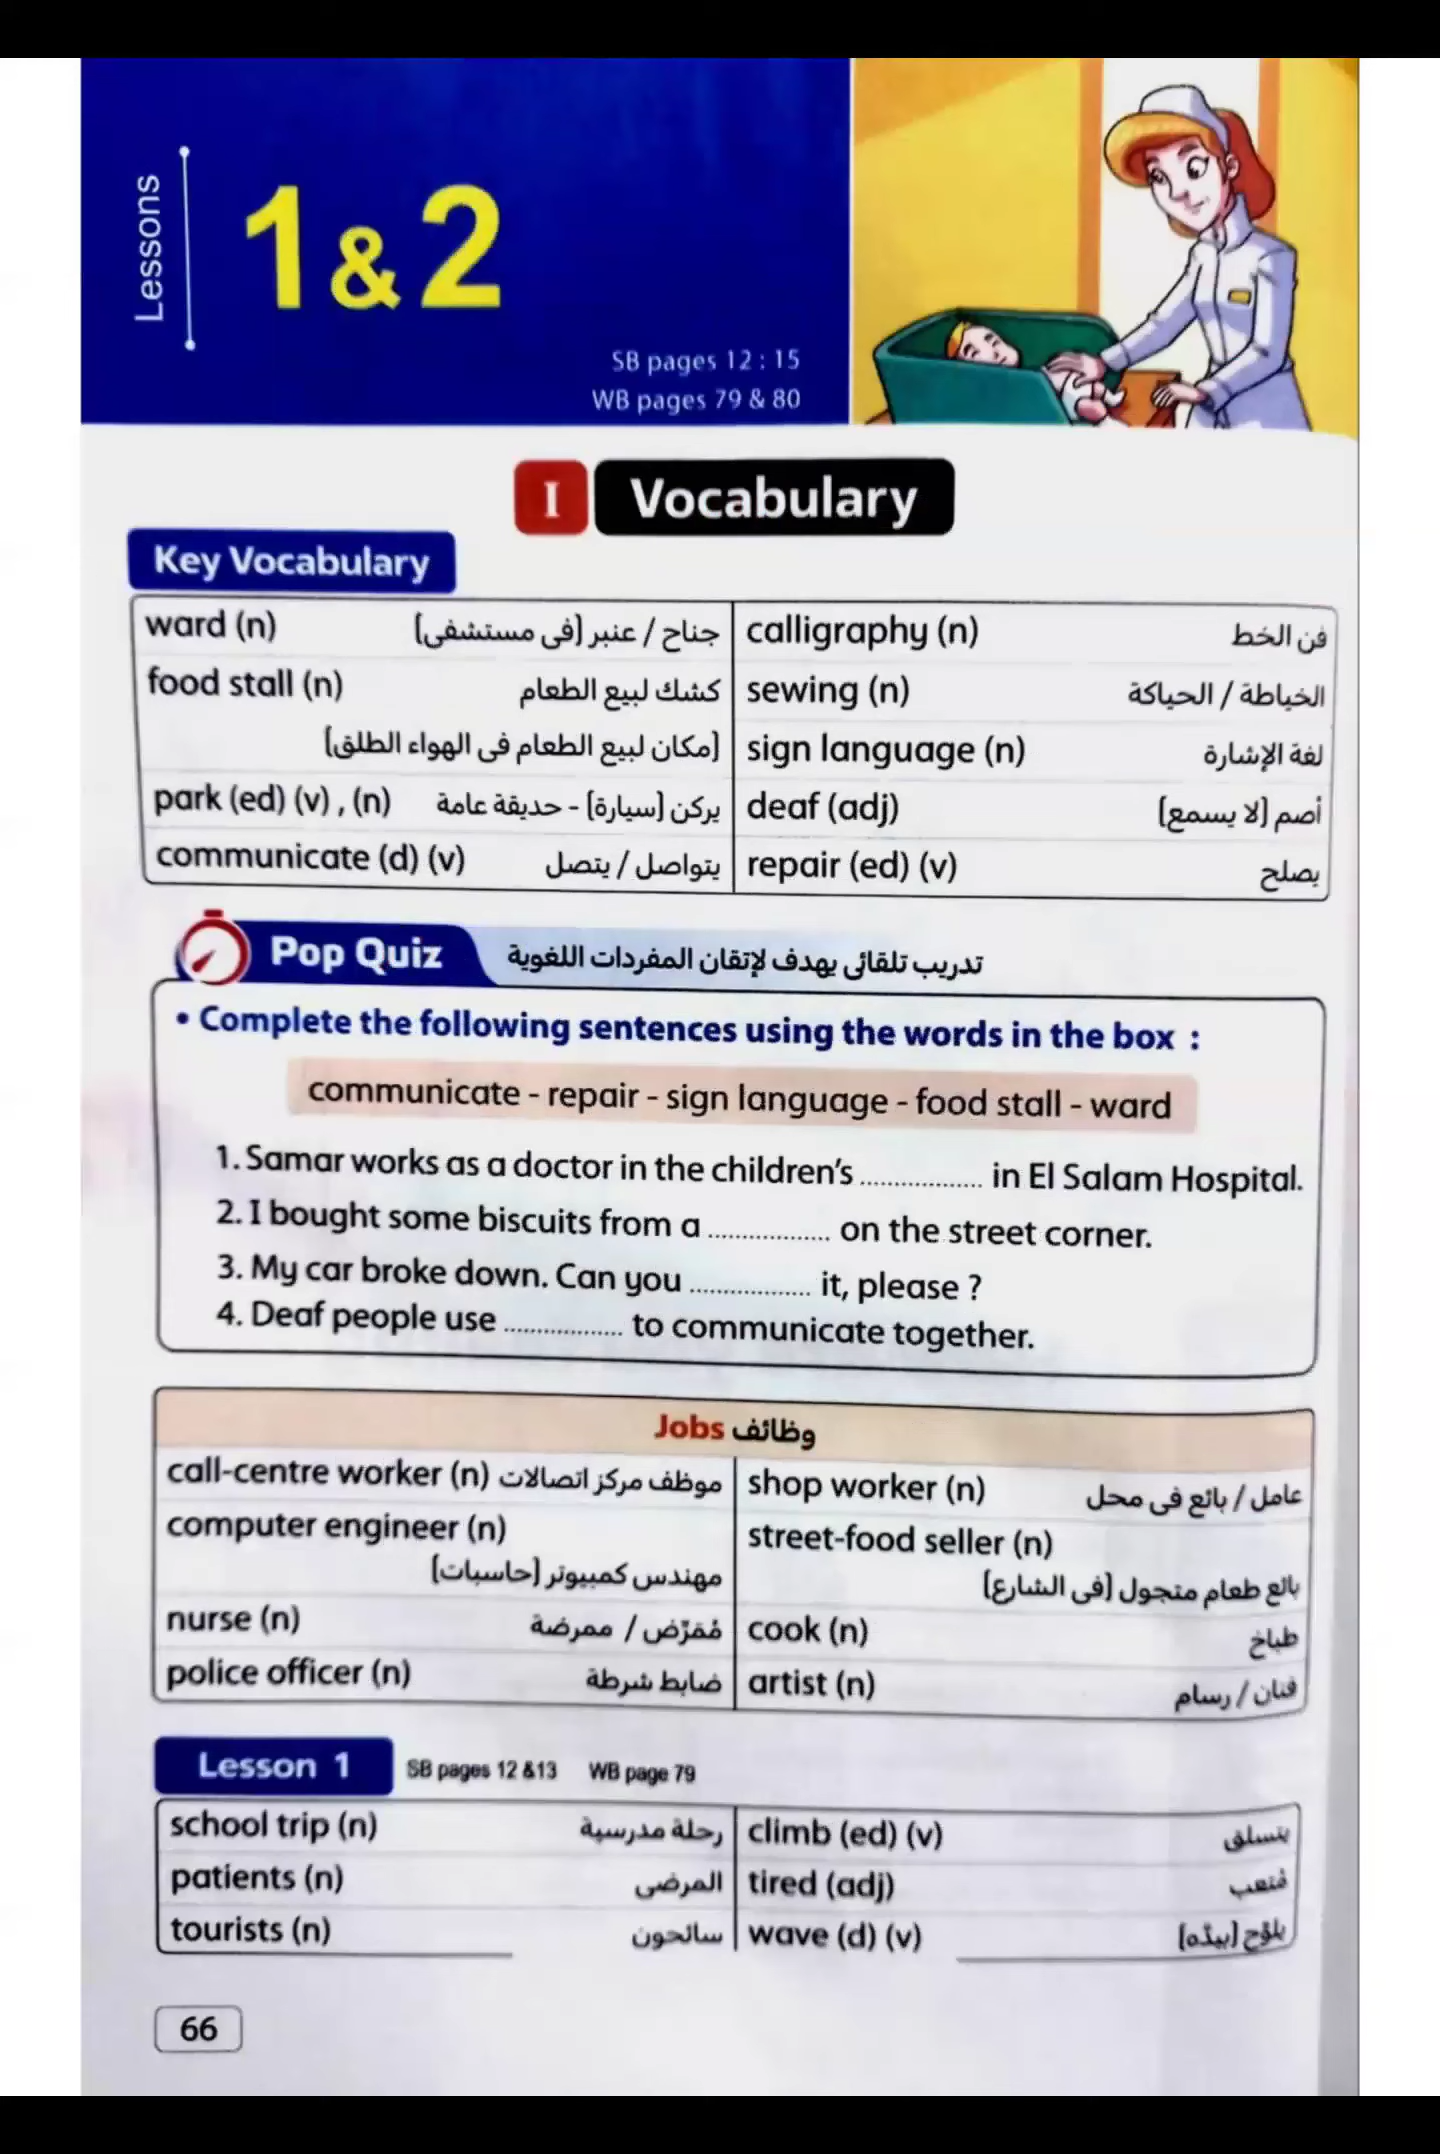 Lessons
1 & 2
SB pages 12 : 15
WB pages 79 & 80
I Vocabulary
Key Vocabulary
ward (n) جناح / عنبر [فى مستشفى]
food stall (n) كشك لبيع الطعام
[مكان لبيع الطعام فى الهواء الطلق]
park (ed) (v) , (n) يركن [سيارة] - حديقة عامة
communicate (d) (v) يتواصل / يتصل
calligraphy (n) فن الخط
sewing (n) الخياطة / الحياكة
sign language (n) لغة الإشارة
deaf (adj) أصم [لا يسمع]
repair (ed) (v) يصلح
Pop Quiz تدريب تلقائى يهدف لإتقان المفردات اللغوية
• Complete the following sentences using the words in the box :
communicate - repair - sign language - food stall - ward
1. Samar works as a doctor in the children's .................. in El Salam Hospital.
2. I bought some biscuits from a .................. on the street corner.
3. My car broke down. Can you .................. it, please ?
4. Deaf people use .................. to communicate together.
Jobs وظائف
call-centre worker (n) موظف مركز اتصالات
computer engineer (n)
مهندس كمبيوتر [حاسبات]
nurse (n) مُمَرِّض / ممرضة
police officer (n) ضابط شرطة
shop worker (n) عامل / بائع فى محل
street-food seller (n)
بائع طعام متجول [فى الشارع]
cook (n) طباخ
artist (n) فنان / رسام
Lesson 1 SB pages 12 &13 WB page 79
school trip (n) رحلة مدرسية
patients (n) المرضى
tourists (n) سائحون
climb (ed) (v) يتسلق
tired (adj) مُتعب
wave (d) (v) يلوّح [بيدّه]
66